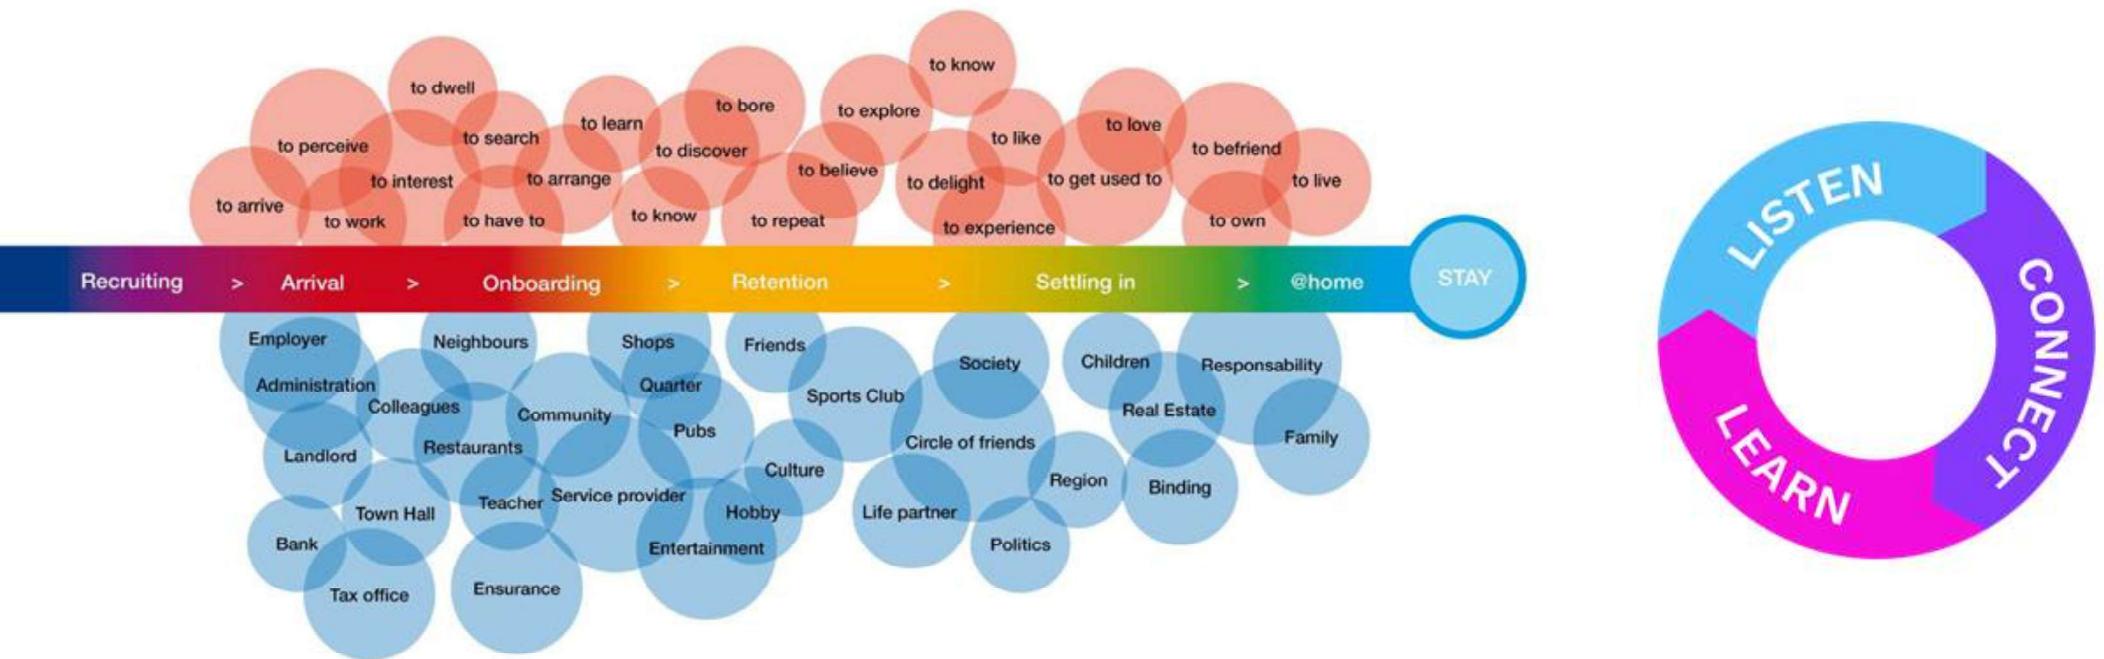 to know
to dwell
to bore
to explore
to learn
to love
to search
to like
to perceive
to discover
to befriend
to believe
to interest
to arrange
to delight
to get used to
to live
to arrive
to work
to have to
to know
to repeat
to experience
to own
Recruiting > Arrival > Onboarding > Retention > Settling in > @home STAY
Employer
Neighbours
Shops
Friends
Society
Children
Responsability
Administration
Quarter
Sports Club
Colleagues
Community
Real Estate
Restaurants
Pubs
Circle of friends
Family
Landlord
Culture
Region
Binding
Teacher
Service provider
Town Hall
Hobby
Life partner
Bank
Entertainment
Politics
Tax office
Ensurance
LISTEN
CONNECT
LEARN